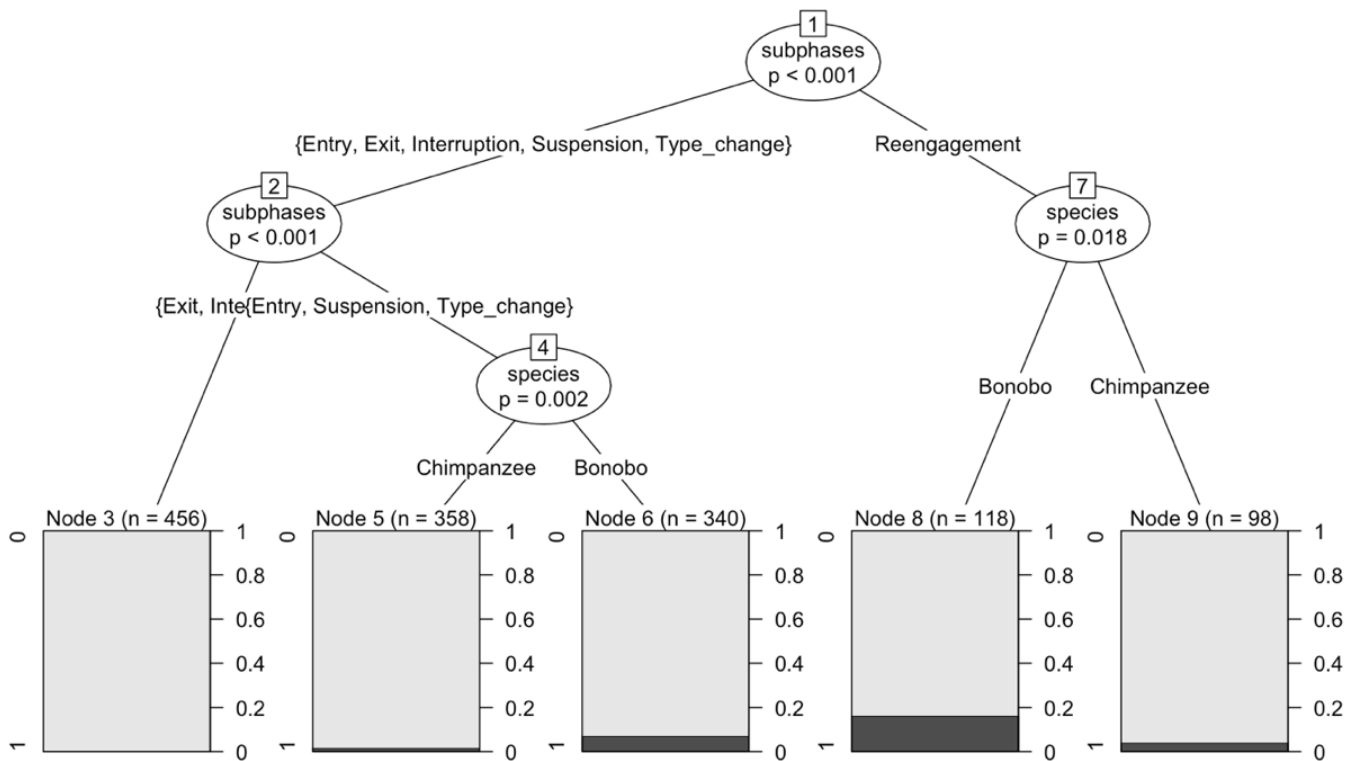 1
subphases
p < 0.001
{Entry, Exit, Interruption, Suspension, Type_change}
Reengagement
2
subphases
p < 0.001
7
species
p = 0.018
{Exit, Inte
{Entry, Suspension, Type_change}
4
species
p = 0.002
Bonobo
Chimpanzee
Chimpanzee
Bonobo
Node 3 (n = 456)
0
1
1
0.8
0.6
0.4
0.2
0
Node 5 (n = 358)
0
1
1
0.8
0.6
0.4
0.2
0
Node 6 (n = 340)
0
1
1
0.8
0.6
0.4
0.2
0
Node 8 (n = 118)
0
1
1
0.8
0.6
0.4
0.2
0
Node 9 (n = 98)
0
1
1
0.8
0.6
0.4
0.2
0